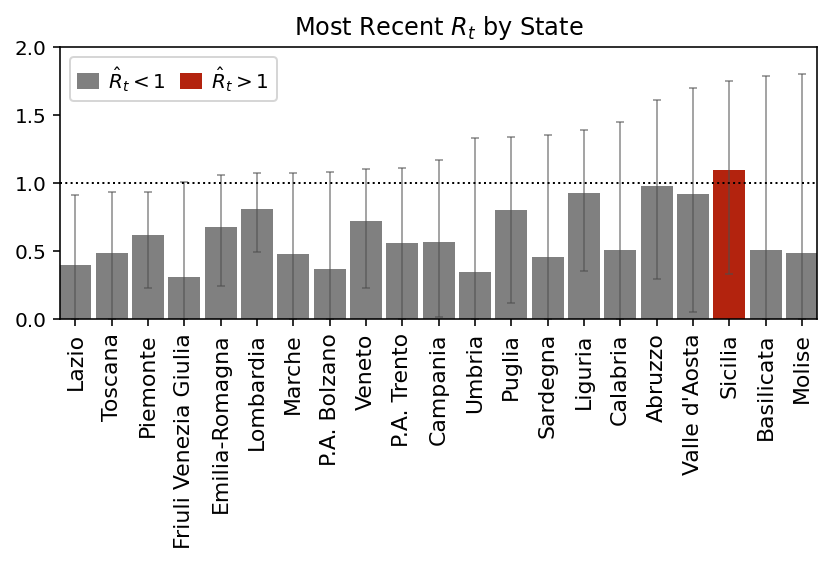 Most Recent R_t by State
R̂_t < 1
R̂_t > 1
2.0
1.5
1.0
0.5
0.0
Lazio
Toscana
Piemonte
Friuli Venezia Giulia
Emilia-Romagna
Lombardia
Marche
P.A. Bolzano
Veneto
P.A. Trento
Campania
Umbria
Puglia
Sardegna
Liguria
Calabria
Abruzzo
Valle d'Aosta
Sicilia
Basilicata
Molise